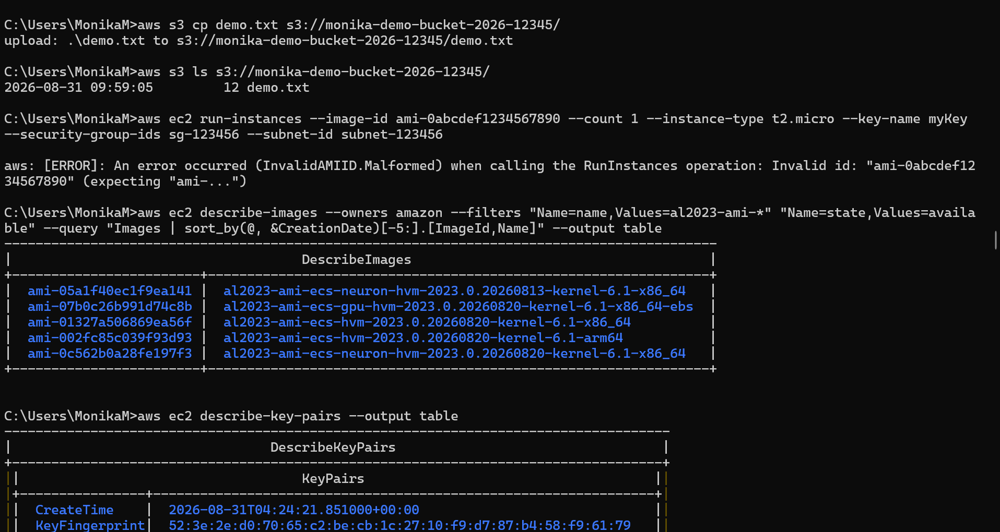 C:\Users\MonikaM>aws s3 cp demo.txt s3://monika-demo-bucket-2026-12345/
upload: .\demo.txt to s3://monika-demo-bucket-2026-12345/demo.txt
C:\Users\MonikaM>aws s3 ls s3://monika-demo-bucket-2026-12345/
2026-08-31 09:59:05         12 demo.txt
C:\Users\MonikaM>aws ec2 run-instances --image-id ami-0abcdef1234567890 --count 1 --instance-type t2.micro --key-name myKey
--security-group-ids sg-123456 --subnet-id subnet-123456
aws: [ERROR]: An error occurred (InvalidAMIID.Malformed) when calling the RunInstances operation: Invalid id: "ami-0abcdef12
34567890" (expecting "ami-...")
C:\Users\MonikaM>aws ec2 describe-images --owners amazon --filters "Name=name,Values=al2023-ami-*" "Name=state,Values=availa
ble" --query "Images | sort_by(@, &CreationDate)[-5:].[ImageId,Name]" --output table
DescribeImages
ami-05a1f40ec1f9ea141 | al2023-ami-ecs-neuron-hvm-2023.0.20260813-kernel-6.1-x86_64
ami-07b0c26b991d74c8b | al2023-ami-ecs-gpu-hvm-2023.0.20260820-kernel-6.1-x86_64-ebs
ami-01327a506869ea56f | al2023-ami-ecs-hvm-2023.0.20260820-kernel-6.1-x86_64
ami-002fc85c039f93d93 | al2023-ami-ecs-hvm-2023.0.20260820-kernel-6.1-arm64
ami-0c562b0a28fe197f3 | al2023-ami-ecs-neuron-hvm-2023.0.20260820-kernel-6.1-x86_64
C:\Users\MonikaM>aws ec2 describe-key-pairs --output table
DescribeKeyPairs
KeyPairs
CreateTime | 2026-08-31T04:24:21.851000+00:00
KeyFingerprint | 52:3e:2e:d0:70:65:c2:be:cb:1c:27:10:f9:d7:87:b4:58:f9:61:79